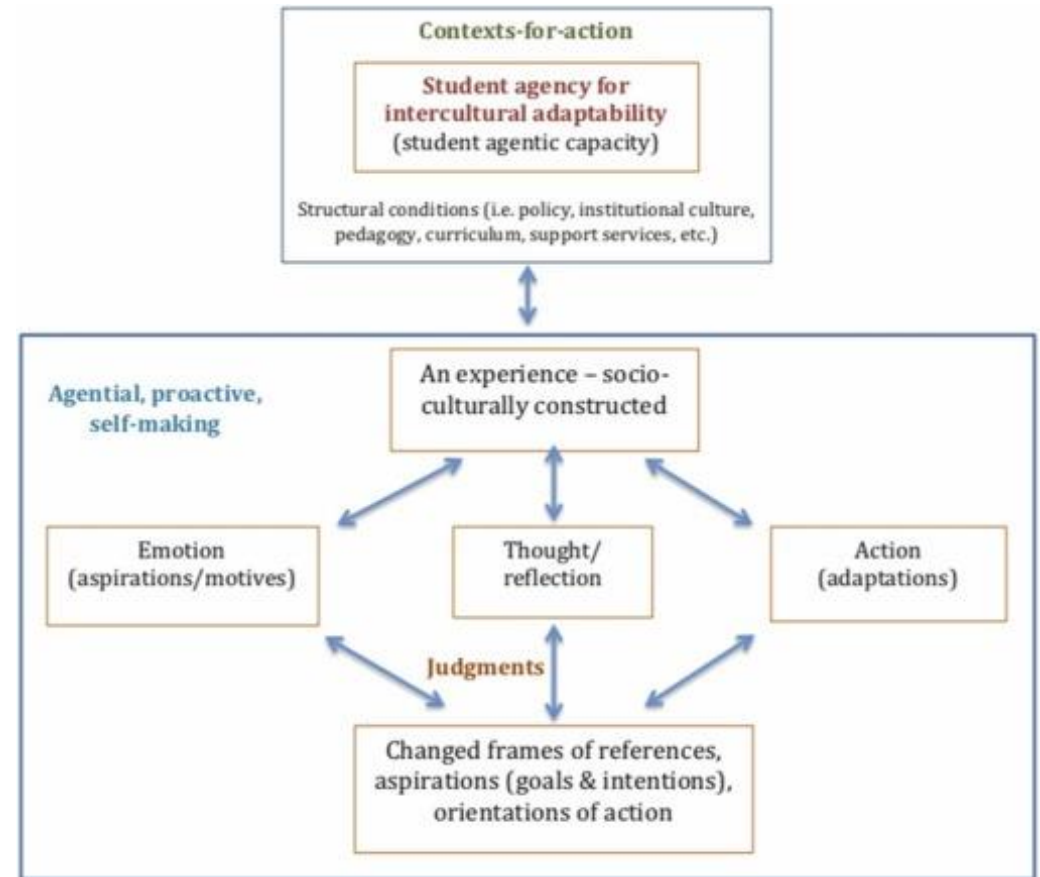 Contexts-for-action
Student agency for
intercultural adaptability
(student agentic capacity)
Structural conditions (i.e. policy, institutional culture,
pedagogy, curriculum, support services, etc.)
Agential, proactive,
self-making
An experience – socio-
culturally constructed
Emotion
(aspirations/motives)
Thought/
reflection
Action
(adaptations)
Judgments
Changed frames of references,
aspirations (goals & intentions),
orientations of action